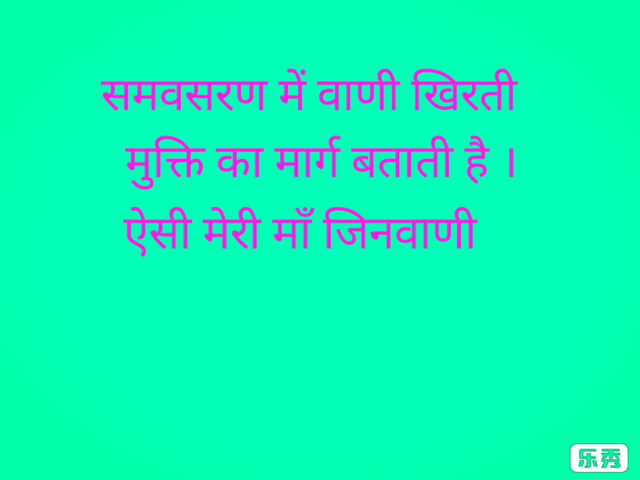 समवसरण में वाणी खिरती
मुक्ति का मार्ग बताती है ।
ऐसी मेरी माँ जिनवाणी
乐秀